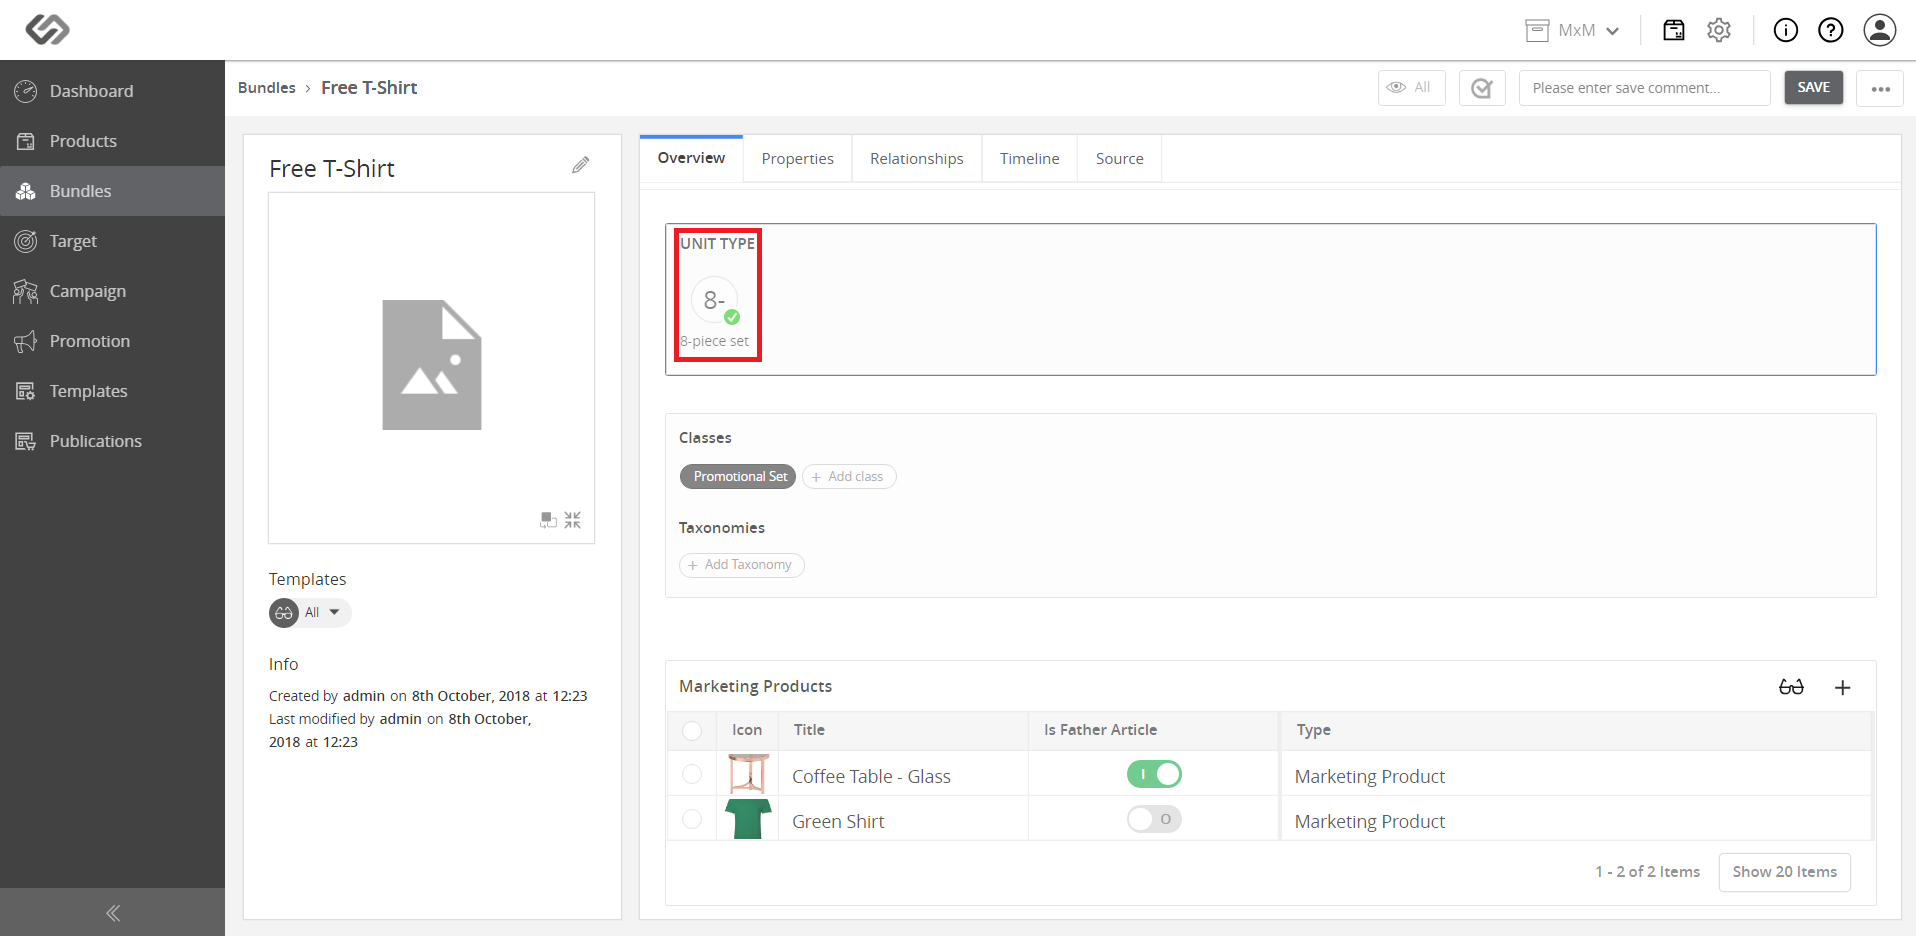 MxM
Dashboard
Products
Bundles
Target
Campaign
Promotion
Templates
Publications
Bundles › Free T-Shirt
All
Please enter save comment...
SAVE
Free T-Shirt
Templates
All
Info
Created by admin on 8th October, 2018 at 12:23
Last modified by admin on 8th October,
2018 at 12:23
Overview Properties Relationships Timeline Source
UNIT TYPE
8-
8-piece set
Classes
Promotional Set + Add class
Taxonomies
+ Add Taxonomy
Marketing Products
Icon Title Is Father Article Type
Coffee Table - Glass I Marketing Product
Green Shirt O Marketing Product
1 - 2 of 2 Items Show 20 Items